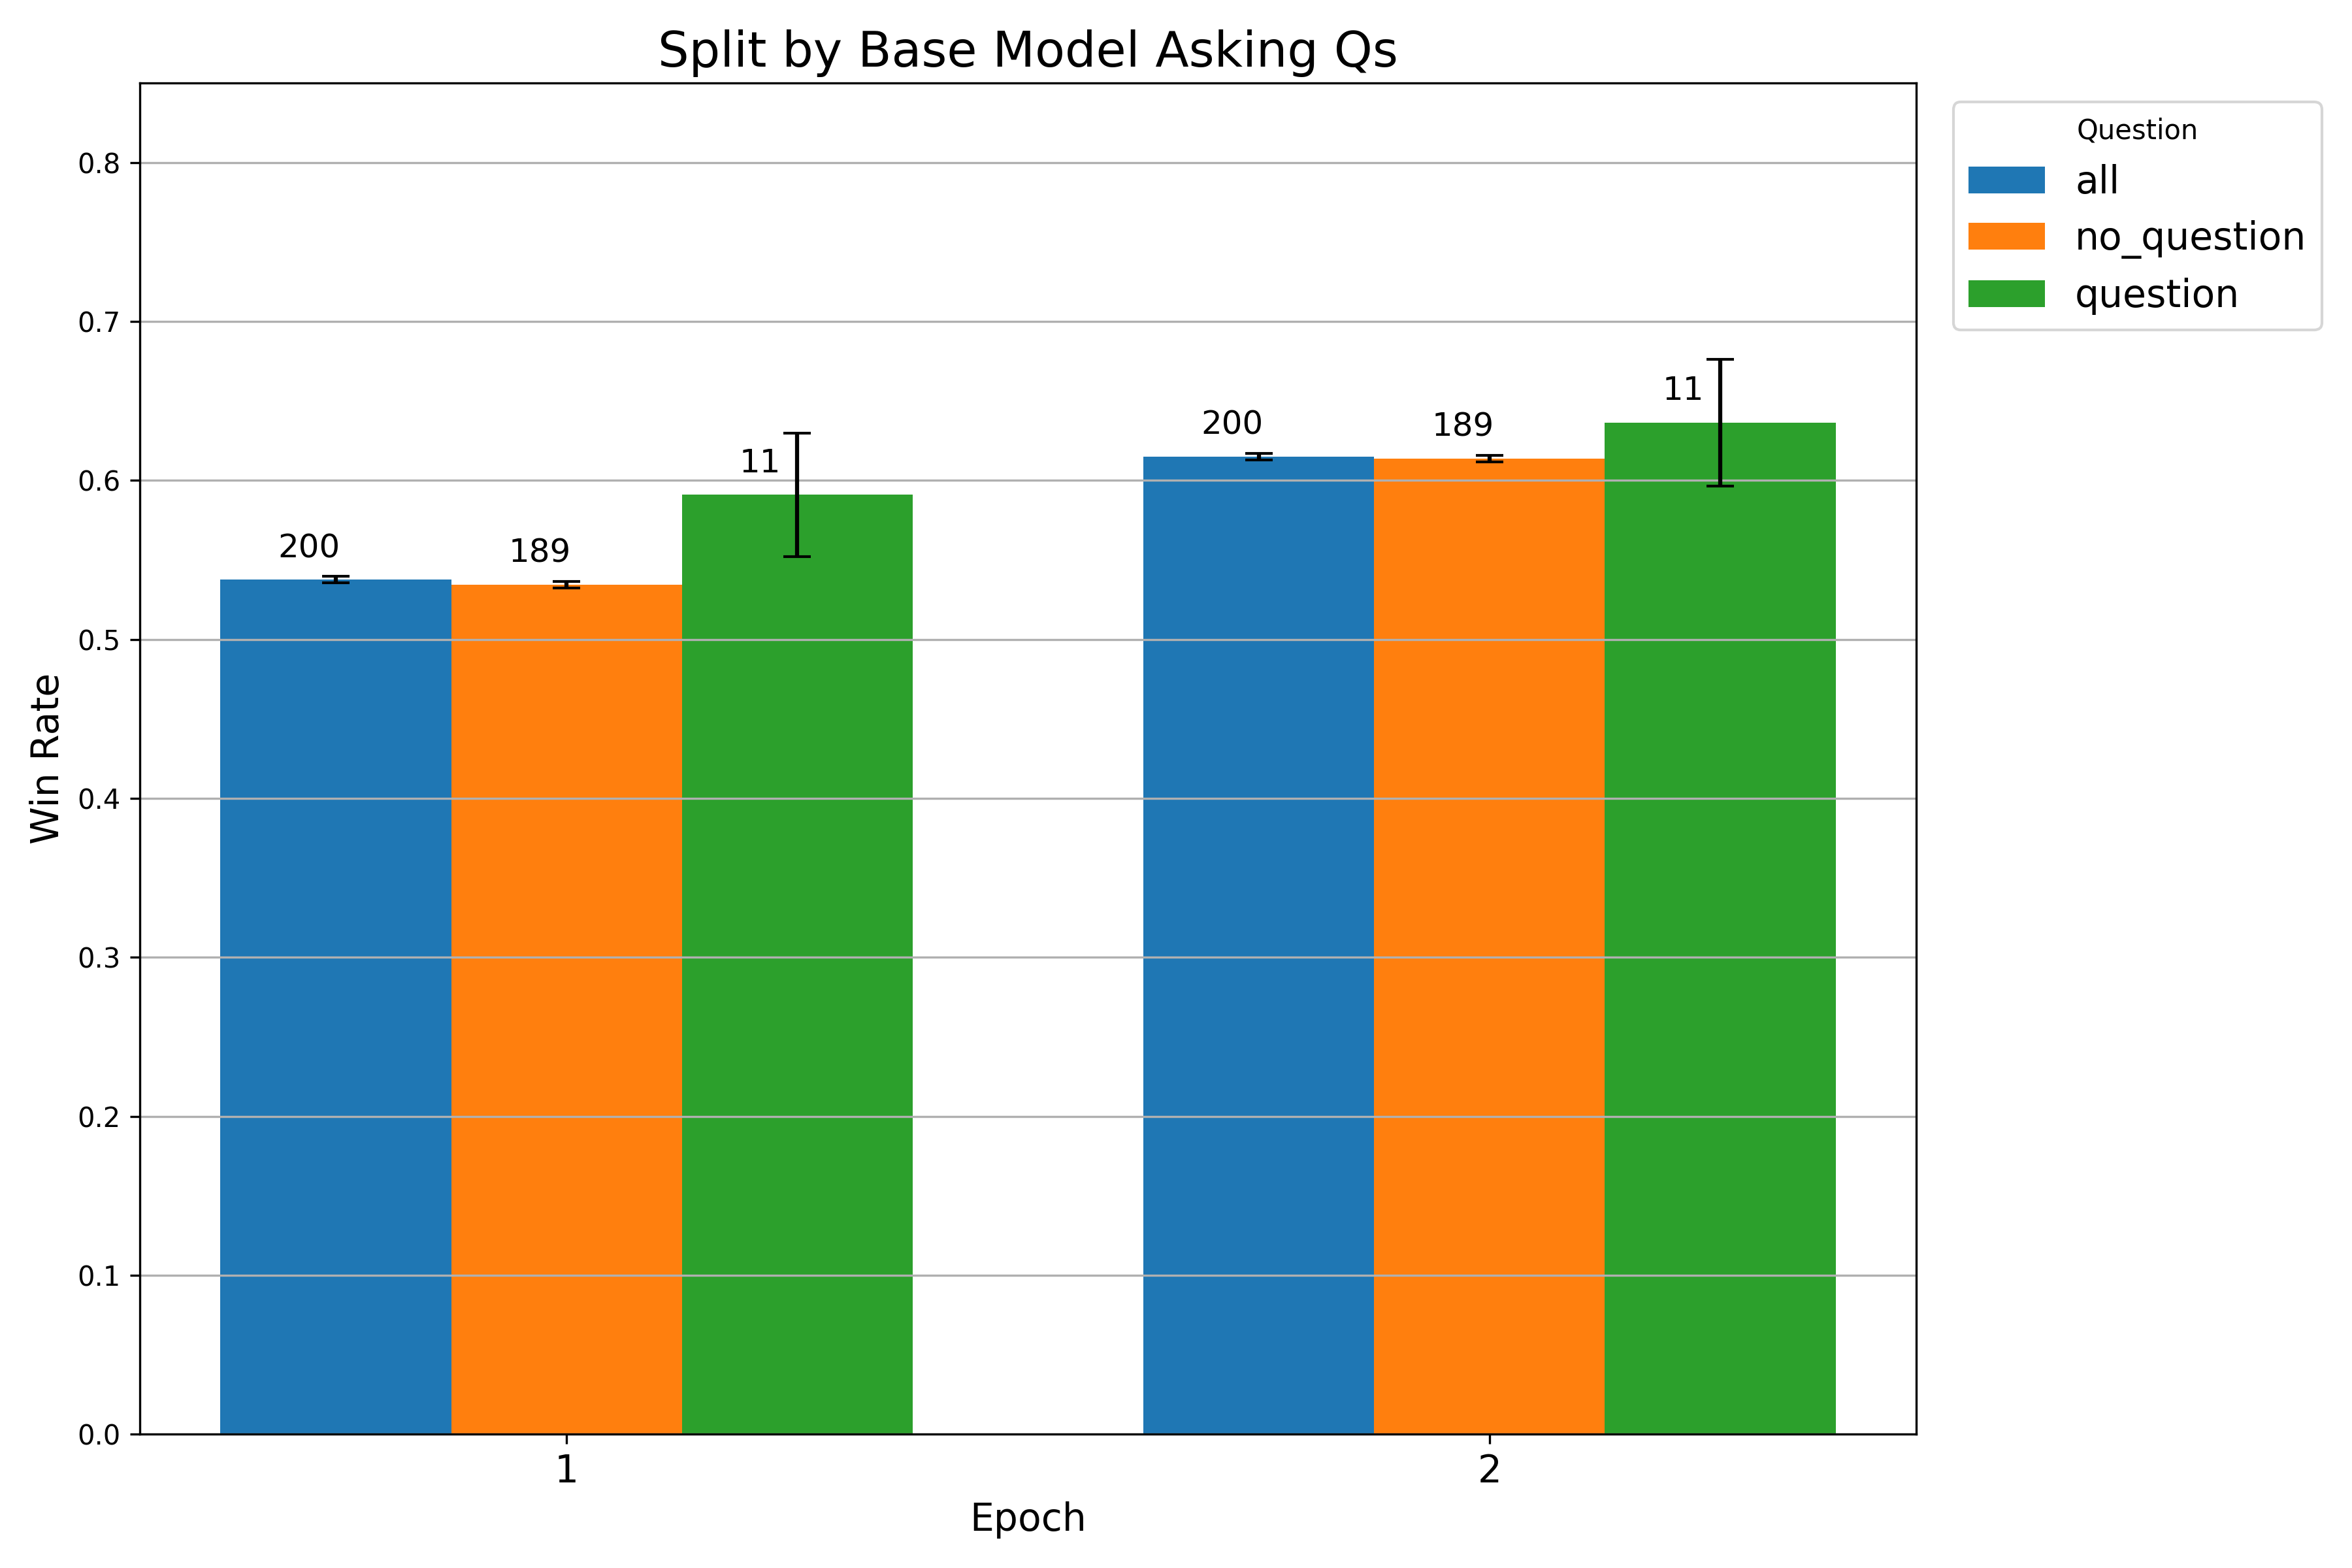 Split by Base Model Asking Qs
Question
all
no_question
question
0.8
0.7
0.6
0.5
0.4
0.3
0.2
0.1
0.0
Win Rate
200
189
11
200
189
11
1
2
Epoch